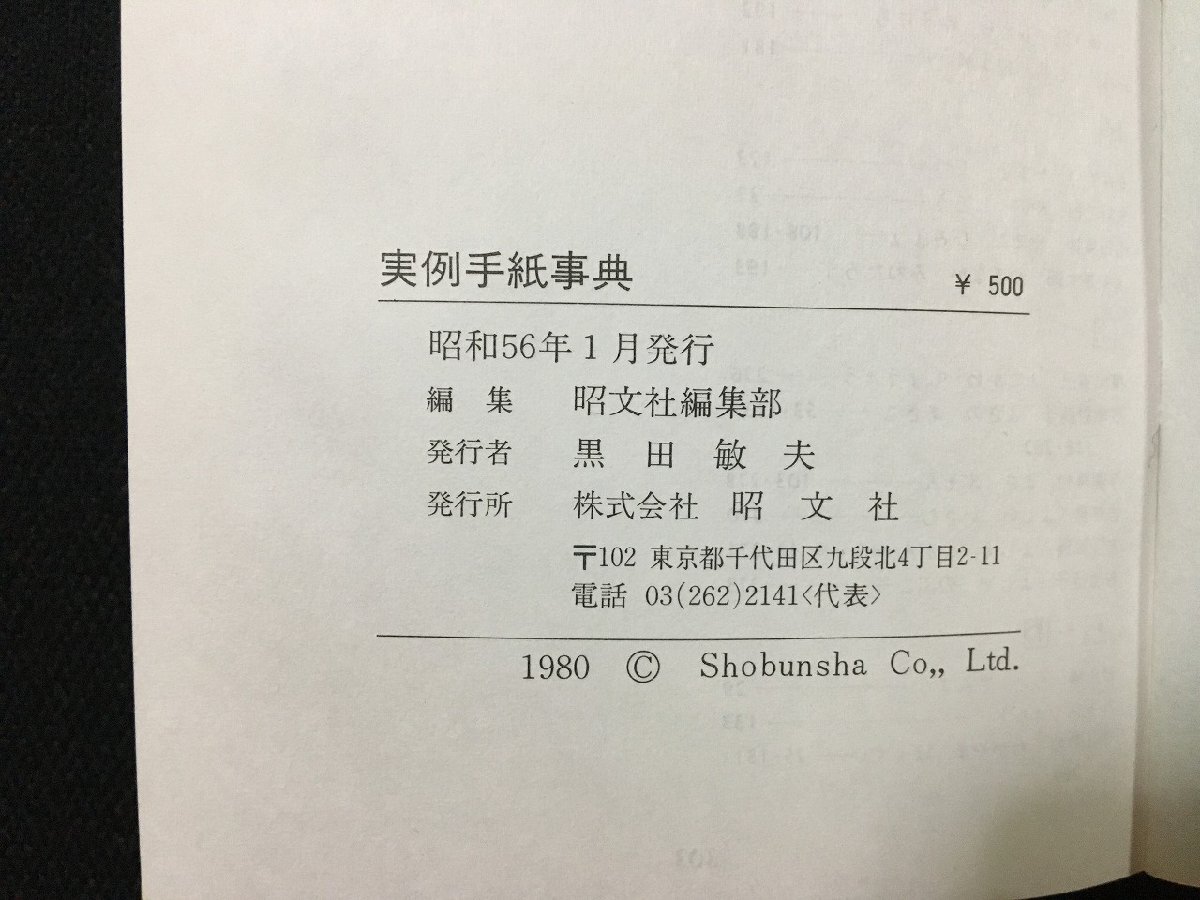 実例手紙事典 ¥ 500
昭和56年1月発行
編 集 昭文社編集部
発行者 黒 田 敏 夫
発行所 株式会社 昭 文 社
〒102 東京都千代田区九段北4丁目2-11
電話 03(262)2141〈代表〉
1980 © Shobunsha Co,, Ltd.